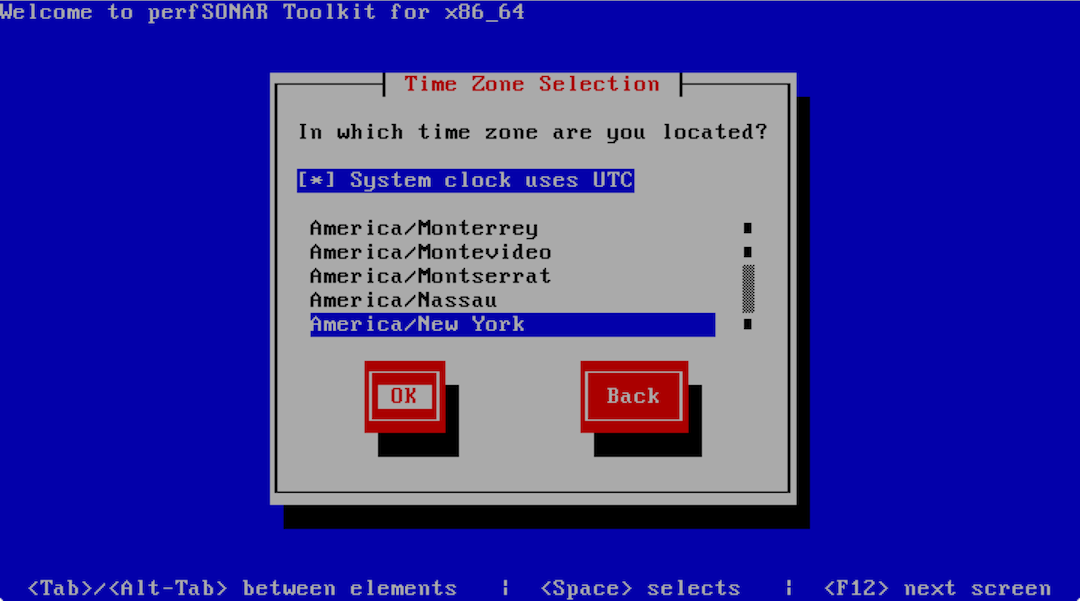 Welcome to perfSONAR Toolkit for x86_64
Time Zone Selection
In which time zone are you located?
[*] System clock uses UTC
America/Monterrey
America/Montevideo
America/Montserrat
America/Nassau
America/New York
OK Back
<Tab>/<Alt-Tab> between elements | <Space> selects | <F12> next screen